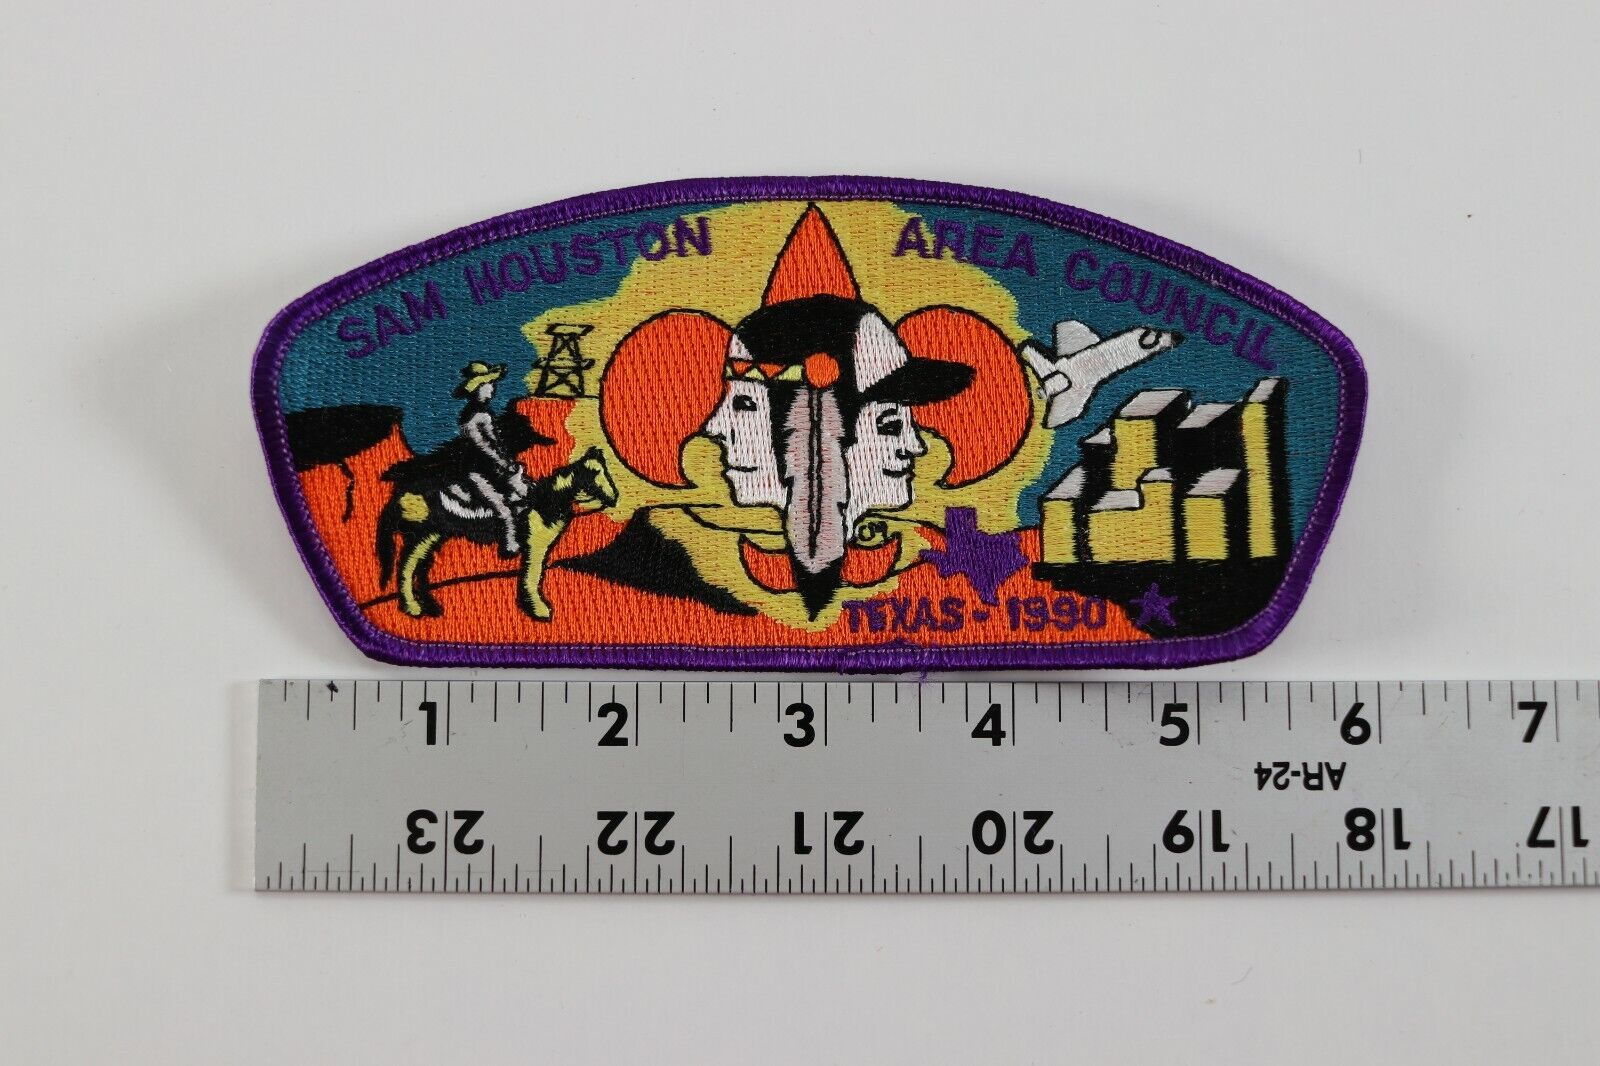 SAM HOUSTON AREA COUNCIL
TEXAS - 1990
1 2 3 4 5 6 7
AR-24
23 22 21 20 19 18 17